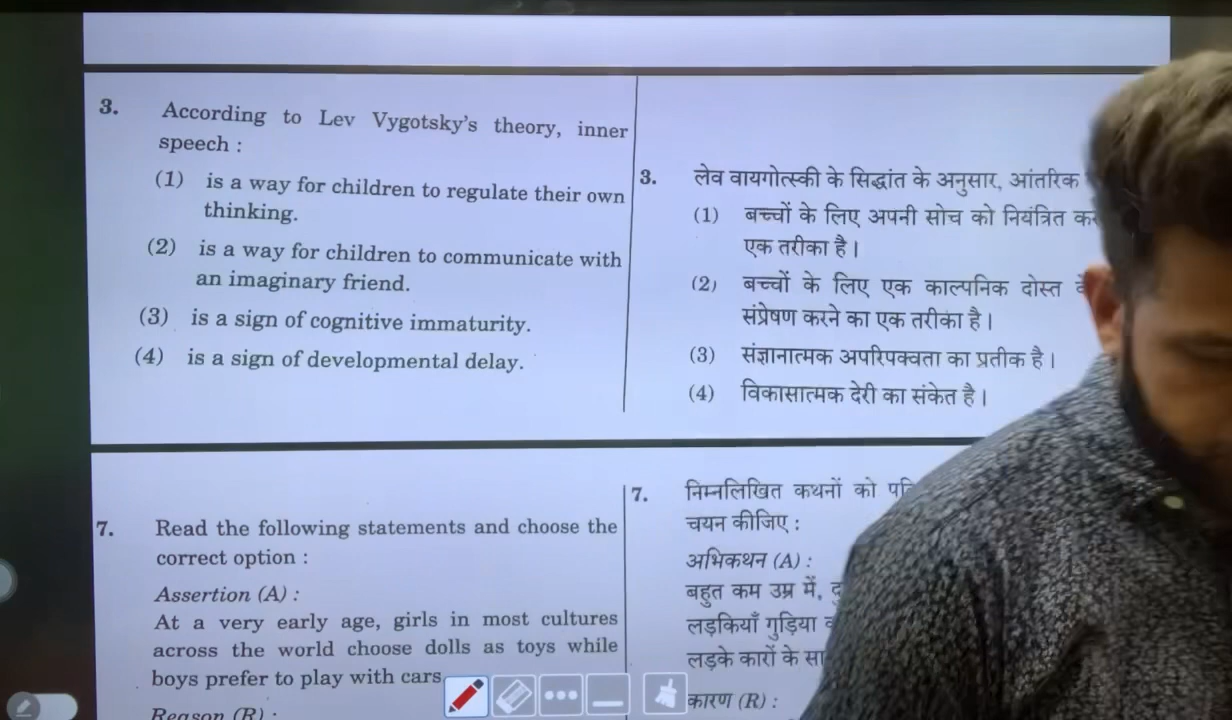 3. According to Lev Vygotsky's theory, inner
speech :
(1) is a way for children to regulate their own
thinking.
(2) is a way for children to communicate with
an imaginary friend.
(3) is a sign of cognitive immaturity.
(4) is a sign of developmental delay.
3. लेव वायगोत्स्की के सिद्धांत के अनुसार, आंतरिक
(1) बच्चों के लिए अपनी सोच को नियंत्रित
एक तरीका है।
(2) बच्चों के लिए एक काल्पनिक दोस्त
संप्रेषण करने का एक तरीका है।
(3) संज्ञानात्मक अपरिपक्वता का प्रतीक है।
(4) विकासात्मक देरी का संकेत है।
7. Read the following statements and choose the
correct option :
Assertion (A) :
At a very early age, girls in most cultures
across the world choose dolls as toys while
boys prefer to play with cars
Reason (R) :
7. निम्नलिखित कथनों को
चयन कीजिए :
अभिकथन (A) :
बहुत कम उम्र में,
लड़कियाँ गुड़िया
लड़के कारों के
कारण (R) :